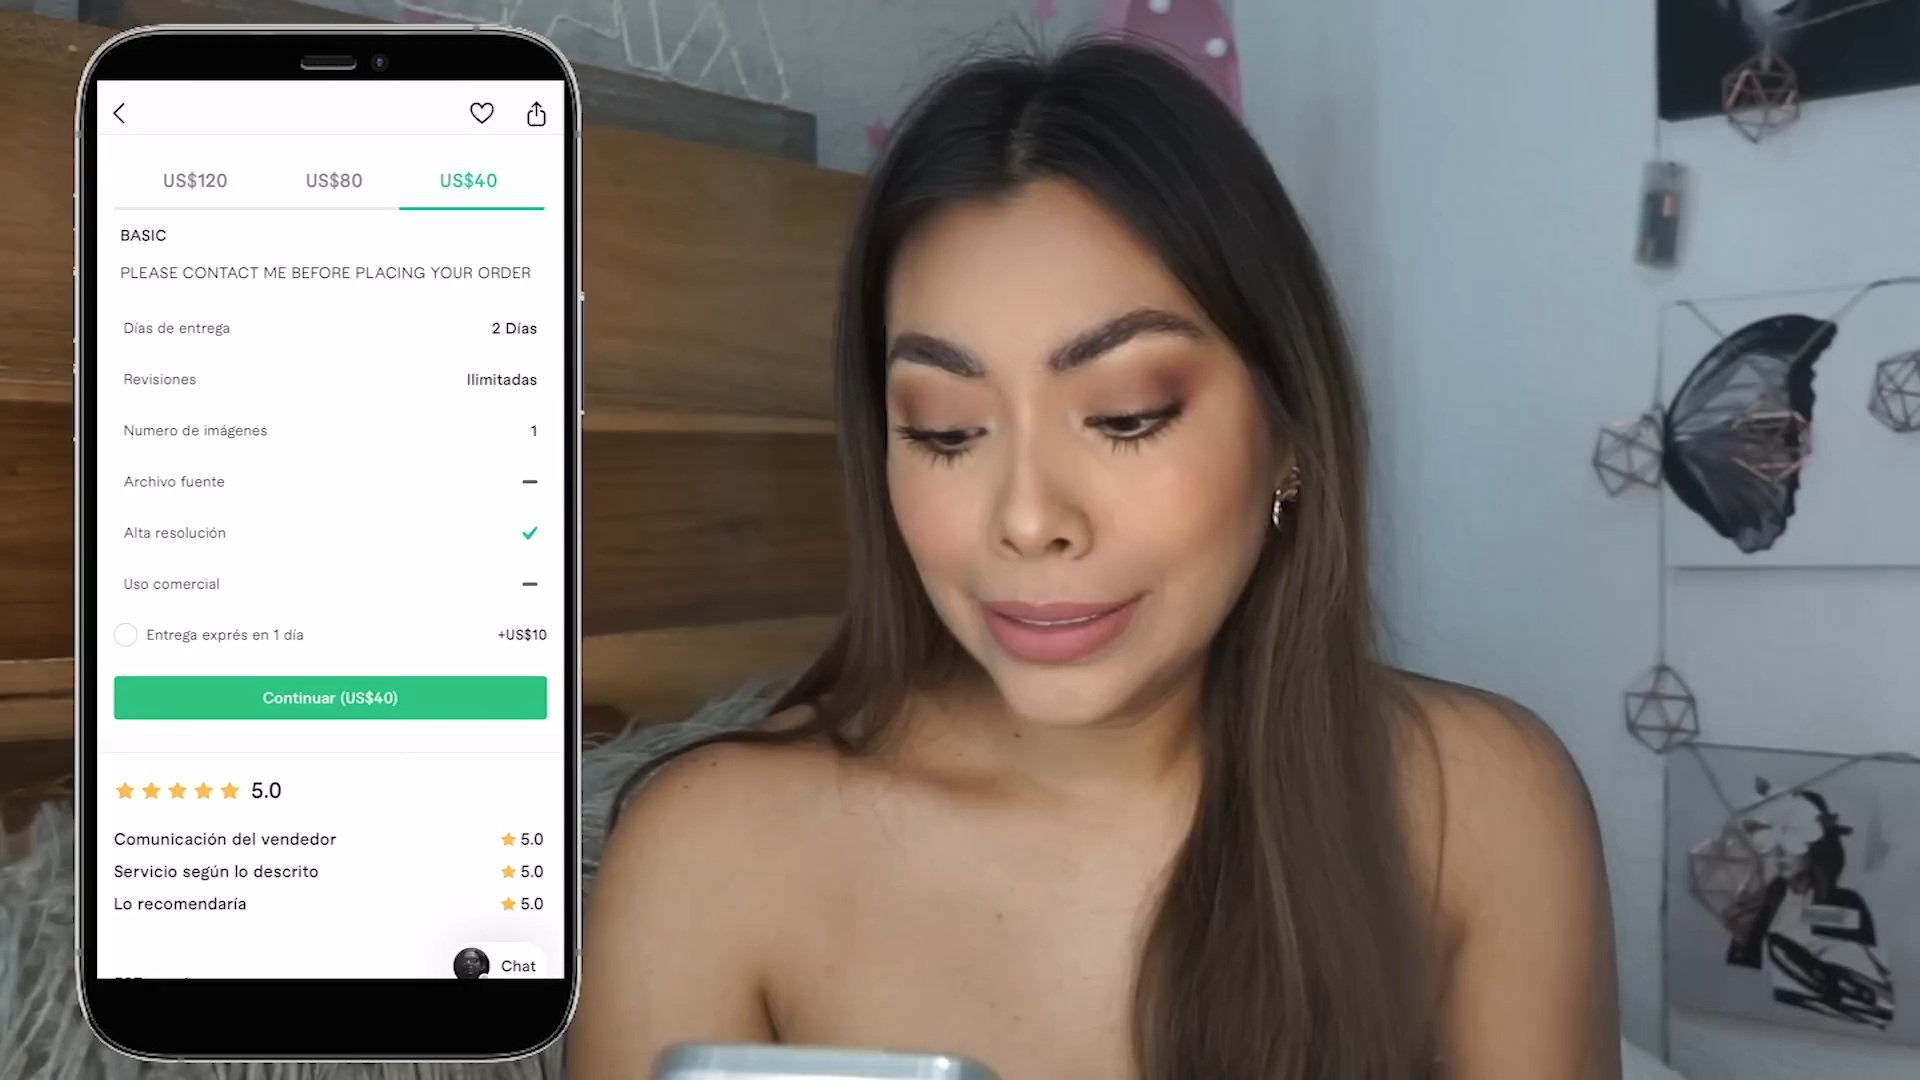 US$120 US$80 US$40
BASIC
PLEASE CONTACT ME BEFORE PLACING YOUR ORDER
Días de entrega 2 Días
Revisiones Ilimitadas
Numero de imágenes 1
Archivo fuente
Alta resolución
Uso comercial
Entrega exprés en 1 día +US$10
Continuar (US$40)
5.0
Comunicación del vendedor 5.0
Servicio según lo descrito 5.0
Lo recomendaría 5.0
Chat